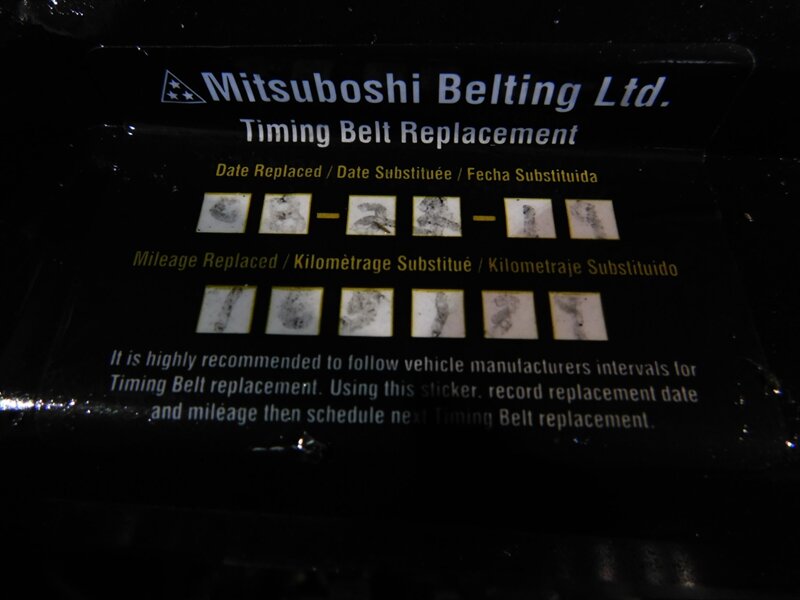 Mitsuboshi Belting Ltd.
Timing Belt Replacement
Date Replaced / Date Substituée / Fecha Substituida
Mileage Replaced / Kilomètrage Substitué / Kilometraje Substituido
It is highly recommended to follow vehicle manufacturers intervals for
Timing Belt replacement. Using this sticker, record replacement date
and mileage then schedule next Timing Belt replacement.